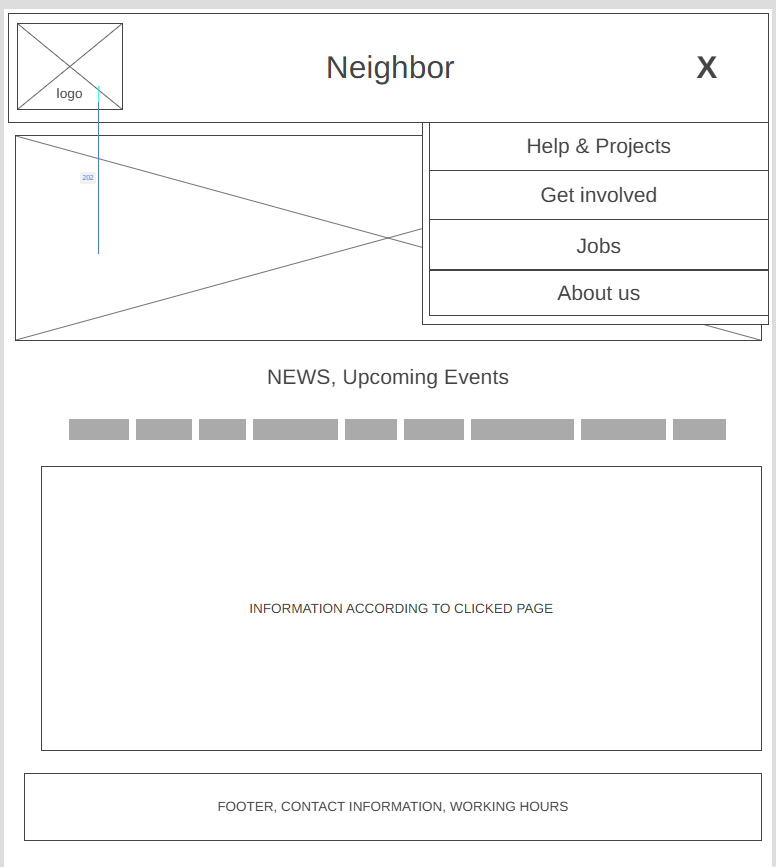 Neighbor
X
logo
Help & Projects
202
Get involved
Jobs
About us
NEWS, Upcoming Events
INFORMATION ACCORDING TO CLICKED PAGE
FOOTER, CONTACT INFORMATION, WORKING HOURS